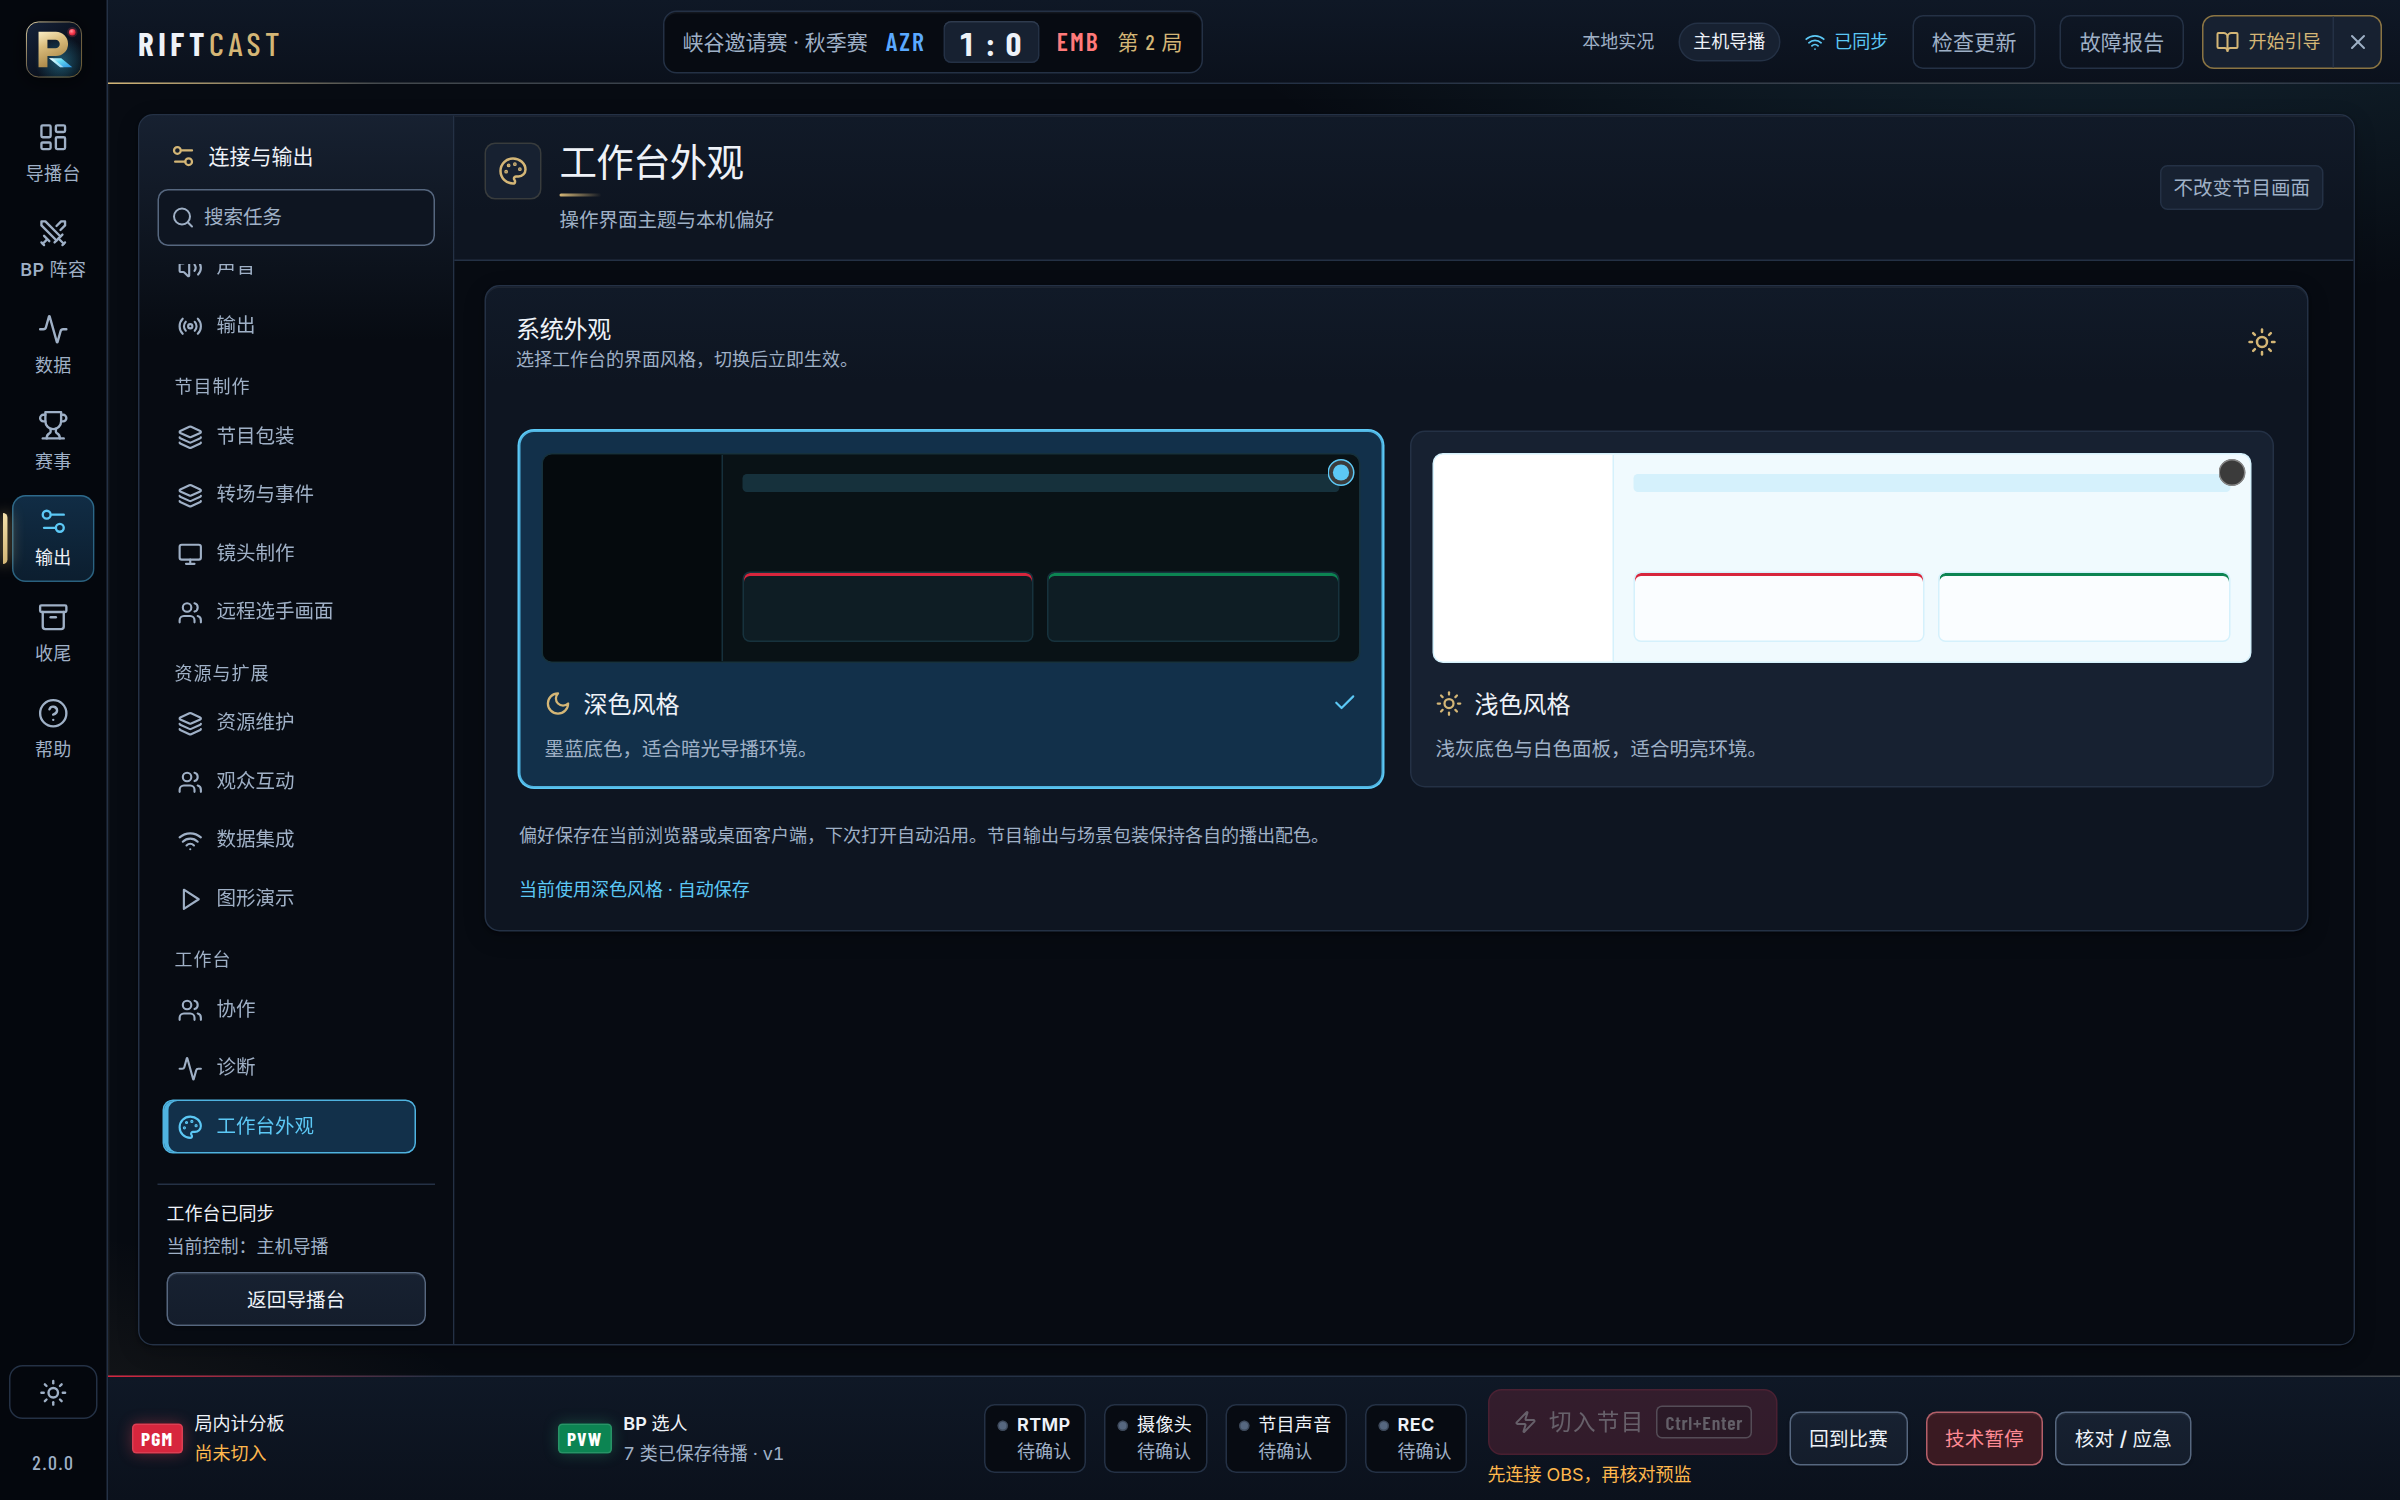 RIFTCAST
峡谷邀请赛 · 秋季赛 AZR 1 : 0 EMB 第 2 局
本地实况
主机导播
已同步
检查更新
故障报告
开始引导
导播台
BP 阵容
数据
赛事
输出
收尾
帮助
2.0.0
连接与输出
搜索任务
声音
输出
节目制作
节目包装
转场与事件
镜头制作
远程选手画面
资源与扩展
资源维护
观众互动
数据集成
图形演示
工作台
协作
诊断
工作台外观
工作台已同步
当前控制：主机导播
返回导播台
工作台外观
操作界面主题与本机偏好
不改变节目画面
系统外观
选择工作台的界面风格，切换后立即生效。
深色风格
墨蓝底色，适合暗光导播环境。
浅色风格
浅灰底色与白色面板，适合明亮环境。
偏好保存在当前浏览器或桌面客户端，下次打开自动沿用。节目输出与场景包装保持各自的播出配色。
当前使用深色风格 · 自动保存
PGM
局内计分板
尚未切入
PVW
BP 选人
7 类已保存待播 · v1
RTMP
待确认
摄像头
待确认
节目声音
待确认
REC
待确认
切入节目 Ctrl+Enter
先连接 OBS，再核对预监
回到比赛
技术暂停
核对 / 应急